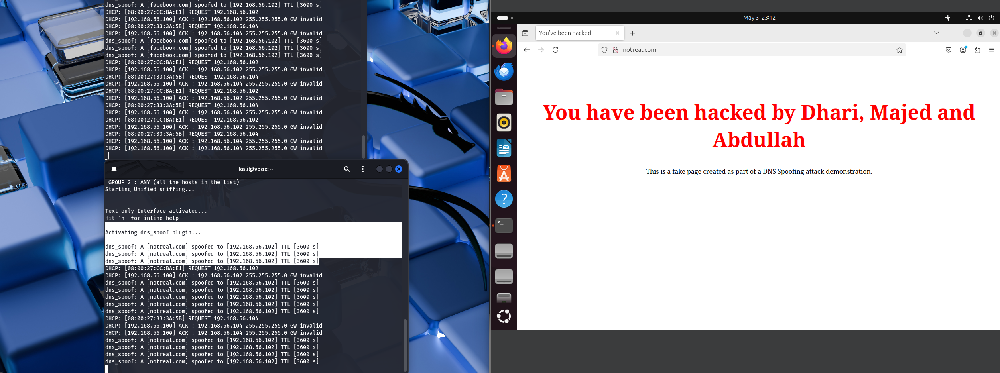 dns_spoof: A [facebook.com] spoofed to [192.168.56.102] TTL [3600 s]
DHCP: [08:00:27:CC:BA:E1] REQUEST 192.168.56.102
DHCP: [192.168.56.100] ACK : 192.168.56.102 255.255.255.0 GW invalid
DHCP: [08:00:27:33:3A:5B] REQUEST 192.168.56.104
DHCP: [192.168.56.100] ACK : 192.168.56.104 255.255.255.0 GW invalid
dns_spoof: A [facebook.com] spoofed to [192.168.56.102] TTL [3600 s]
dns_spoof: A [facebook.com] spoofed to [192.168.56.102] TTL [3600 s]
dns_spoof: A [facebook.com] spoofed to [192.168.56.102] TTL [3600 s]
DHCP: [08:00:27:CC:BA:E1] REQUEST 192.168.56.102
DHCP: [192.168.56.100] ACK : 192.168.56.102 255.255.255.0 GW invalid
DHCP: [08:00:27:33:3A:5B] REQUEST 192.168.56.104
DHCP: [192.168.56.100] ACK : 192.168.56.104 255.255.255.0 GW invalid
DHCP: [08:00:27:CC:BA:E1] REQUEST 192.168.56.102
DHCP: [192.168.56.100] ACK : 192.168.56.102 255.255.255.0 GW invalid
DHCP: [08:00:27:33:3A:5B] REQUEST 192.168.56.104
DHCP: [192.168.56.100] ACK : 192.168.56.104 255.255.255.0 GW invalid
DHCP: [08:00:27:CC:BA:E1] REQUEST 192.168.56.102
DHCP: [192.168.56.100] ACK : 192.168.56.102 255.255.255.0 GW invalid
DHCP: [08:00:27:33:3A:5B] REQUEST 192.168.56.104
DHCP: [192.168.56.100] ACK : 192.168.56.104 255.255.255.0 GW invalid
DHCP: [192.168.56.100] ACK : 192.168.56.104 255.255.255.0 GW invalid
kali@vbox: ~
GROUP 2 : ANY (all the hosts in the list)
Starting Unified sniffing...
Text only Interface activated...
Hit 'h' for inline help
Activating dns_spoof plugin...
dns_spoof: A [notreal.com] spoofed to [192.168.56.102] TTL [3600 s]
dns_spoof: A [notreal.com] spoofed to [192.168.56.102] TTL [3600 s]
dns_spoof: A [notreal.com] spoofed to [192.168.56.102] TTL [3600 s]
DHCP: [08:00:27:CC:BA:E1] REQUEST 192.168.56.102
DHCP: [192.168.56.100] ACK : 192.168.56.102 255.255.255.0 GW invalid
dns_spoof: A [notreal.com] spoofed to [192.168.56.102] TTL [3600 s]
dns_spoof: A [notreal.com] spoofed to [192.168.56.102] TTL [3600 s]
dns_spoof: A [notreal.com] spoofed to [192.168.56.102] TTL [3600 s]
dns_spoof: A [notreal.com] spoofed to [192.168.56.102] TTL [3600 s]
dns_spoof: A [notreal.com] spoofed to [192.168.56.102] TTL [3600 s]
DHCP: [08:00:27:33:3A:5B] REQUEST 192.168.56.104
DHCP: [192.168.56.100] ACK : 192.168.56.104 255.255.255.0 GW invalid
DHCP: [192.168.56.100] ACK : 192.168.56.104 255.255.255.0 GW invalid
dns_spoof: A [notreal.com] spoofed to [192.168.56.102] TTL [3600 s]
dns_spoof: A [notreal.com] spoofed to [192.168.56.102] TTL [3600 s]
dns_spoof: A [notreal.com] spoofed to [192.168.56.102] TTL [3600 s]
dns_spoof: A [notreal.com] spoofed to [192.168.56.102] TTL [3600 s]
May 3 23:12
You've been hacked
notreal.com
You have been hacked by Dhari, Majed and
Abdullah
This is a fake page created as part of a DNS Spoofing attack demonstration.